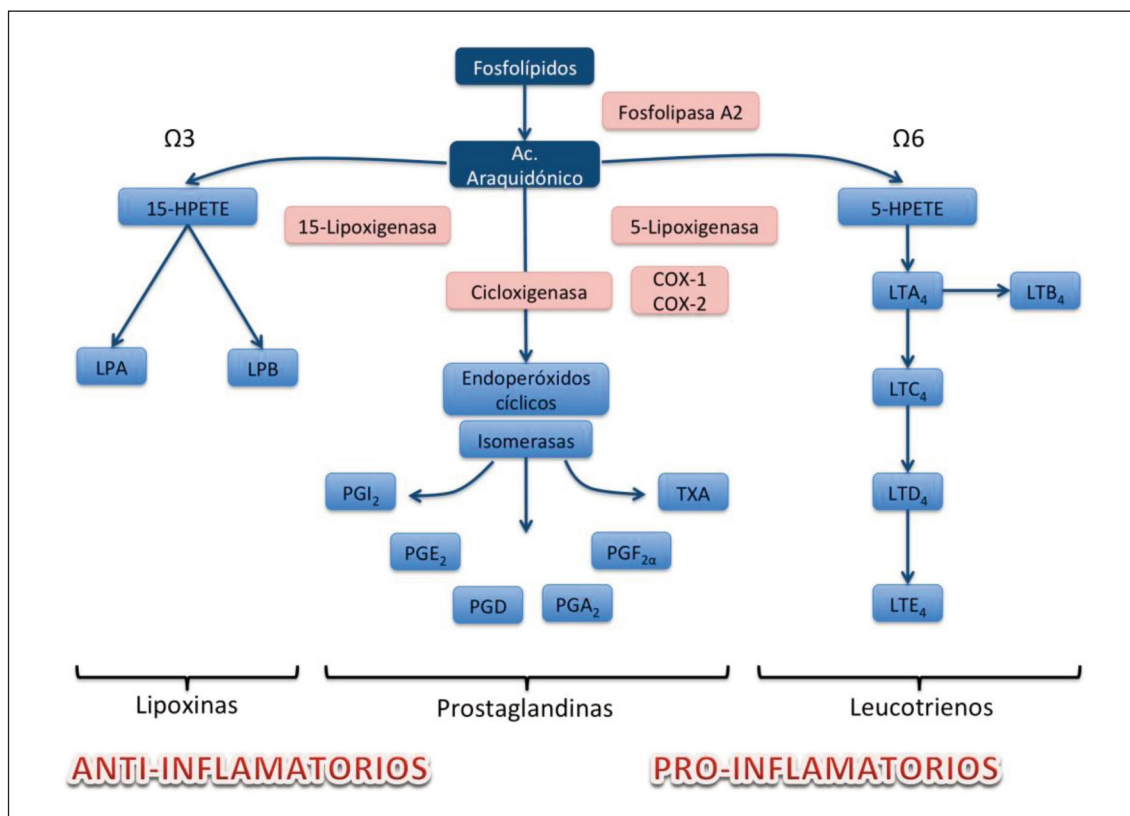 Fosfolípidos
Fosfolipasa A2
Ω3
Ac.
Araquidónico
Ω6
15-HPETE
15-Lipoxigenasa
5-Lipoxigenasa
5-HPETE
Cicloxigenasa
COX-1
COX-2
LTA₄
LTB₄
LPA
LPB
Endoperóxidos
cíclicos
LTC₄
Isomerasas
PGI₂
TXA
LTD₄
PGE₂
PGF₂α
PGD
PGA₂
LTE₄
Lipoxinas
Prostaglandinas
Leucotrienos
ANTI-INFLAMATORIOS
PRO-INFLAMATORIOS